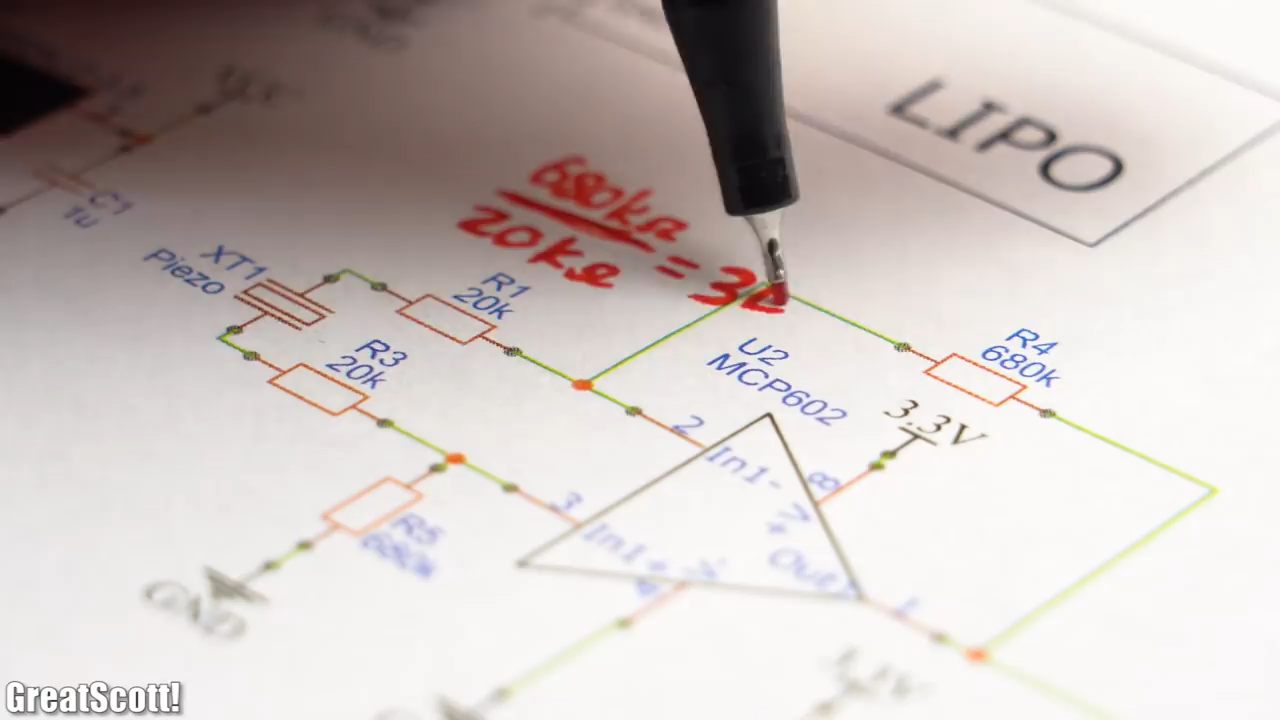 LIPO
C1
1u
680kΩ
20kΩ
= 34
XT1
Piezo
R1
20k
R3
20k
R4
680k
U2
MCP602
3.3V
2
In1-
8
V+
3
In1+
V-
4
Out1
1
R5
680k
GND
GreatScott!